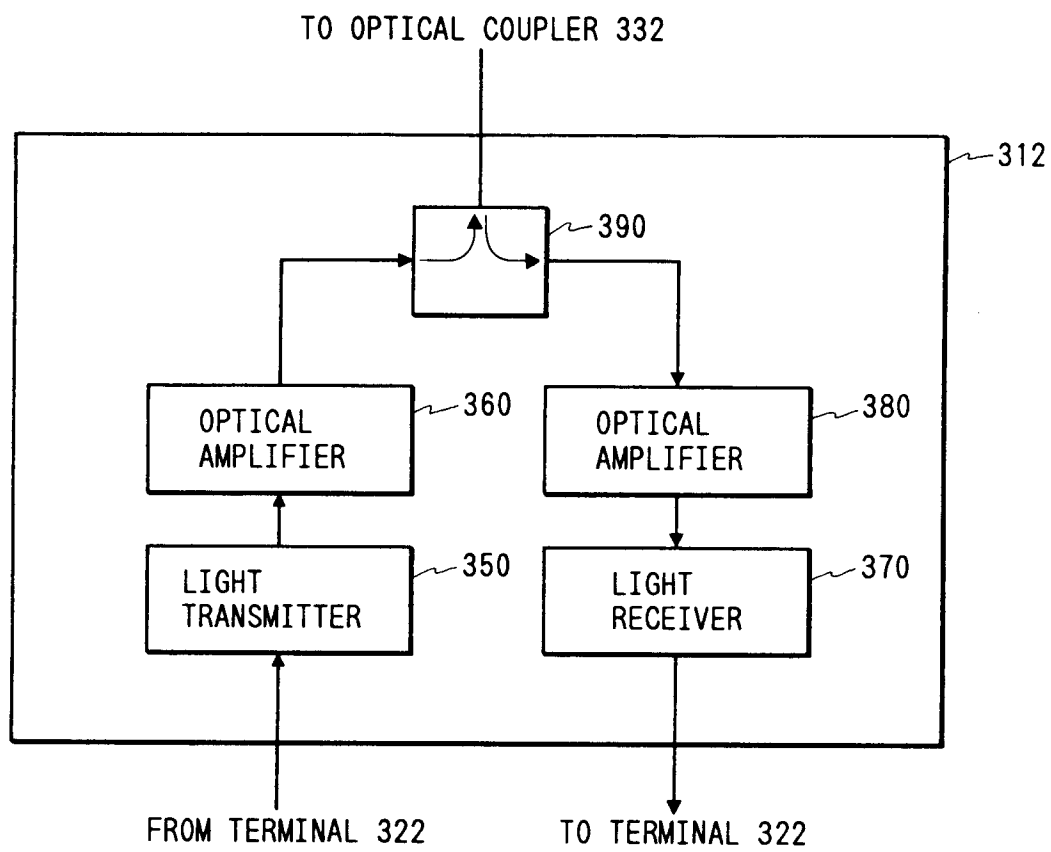 TO OPTICAL COUPLER 332
312
390
OPTICAL
AMPLIFIER
360
OPTICAL
AMPLIFIER
380
LIGHT
TRANSMITTER
350
LIGHT
RECEIVER
370
FROM TERMINAL 322
TO TERMINAL 322